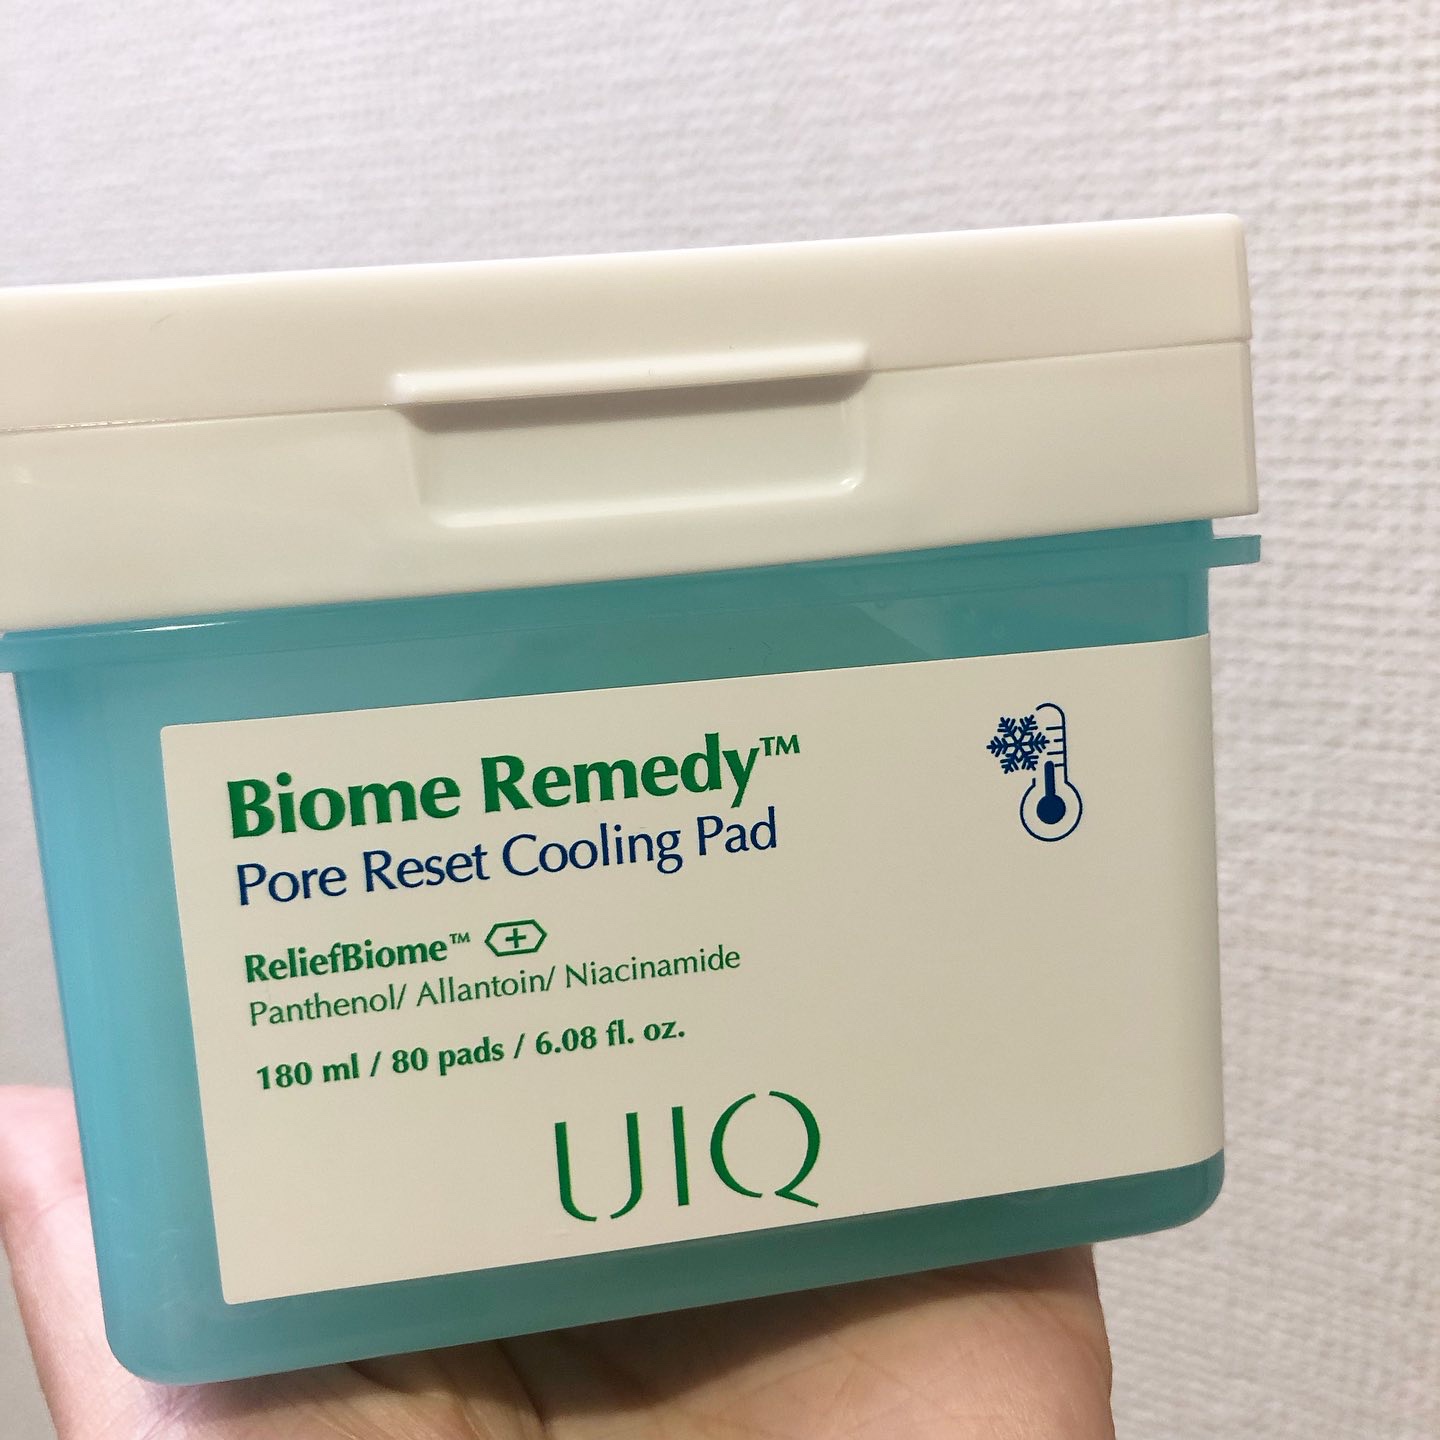 Biome Remedy™
Pore Reset Cooling Pad
ReliefBiome™
Panthenol/ Allantoin/ Niacinamide
180 ml / 80 pads / 6.08 fl. oz.
UIQ